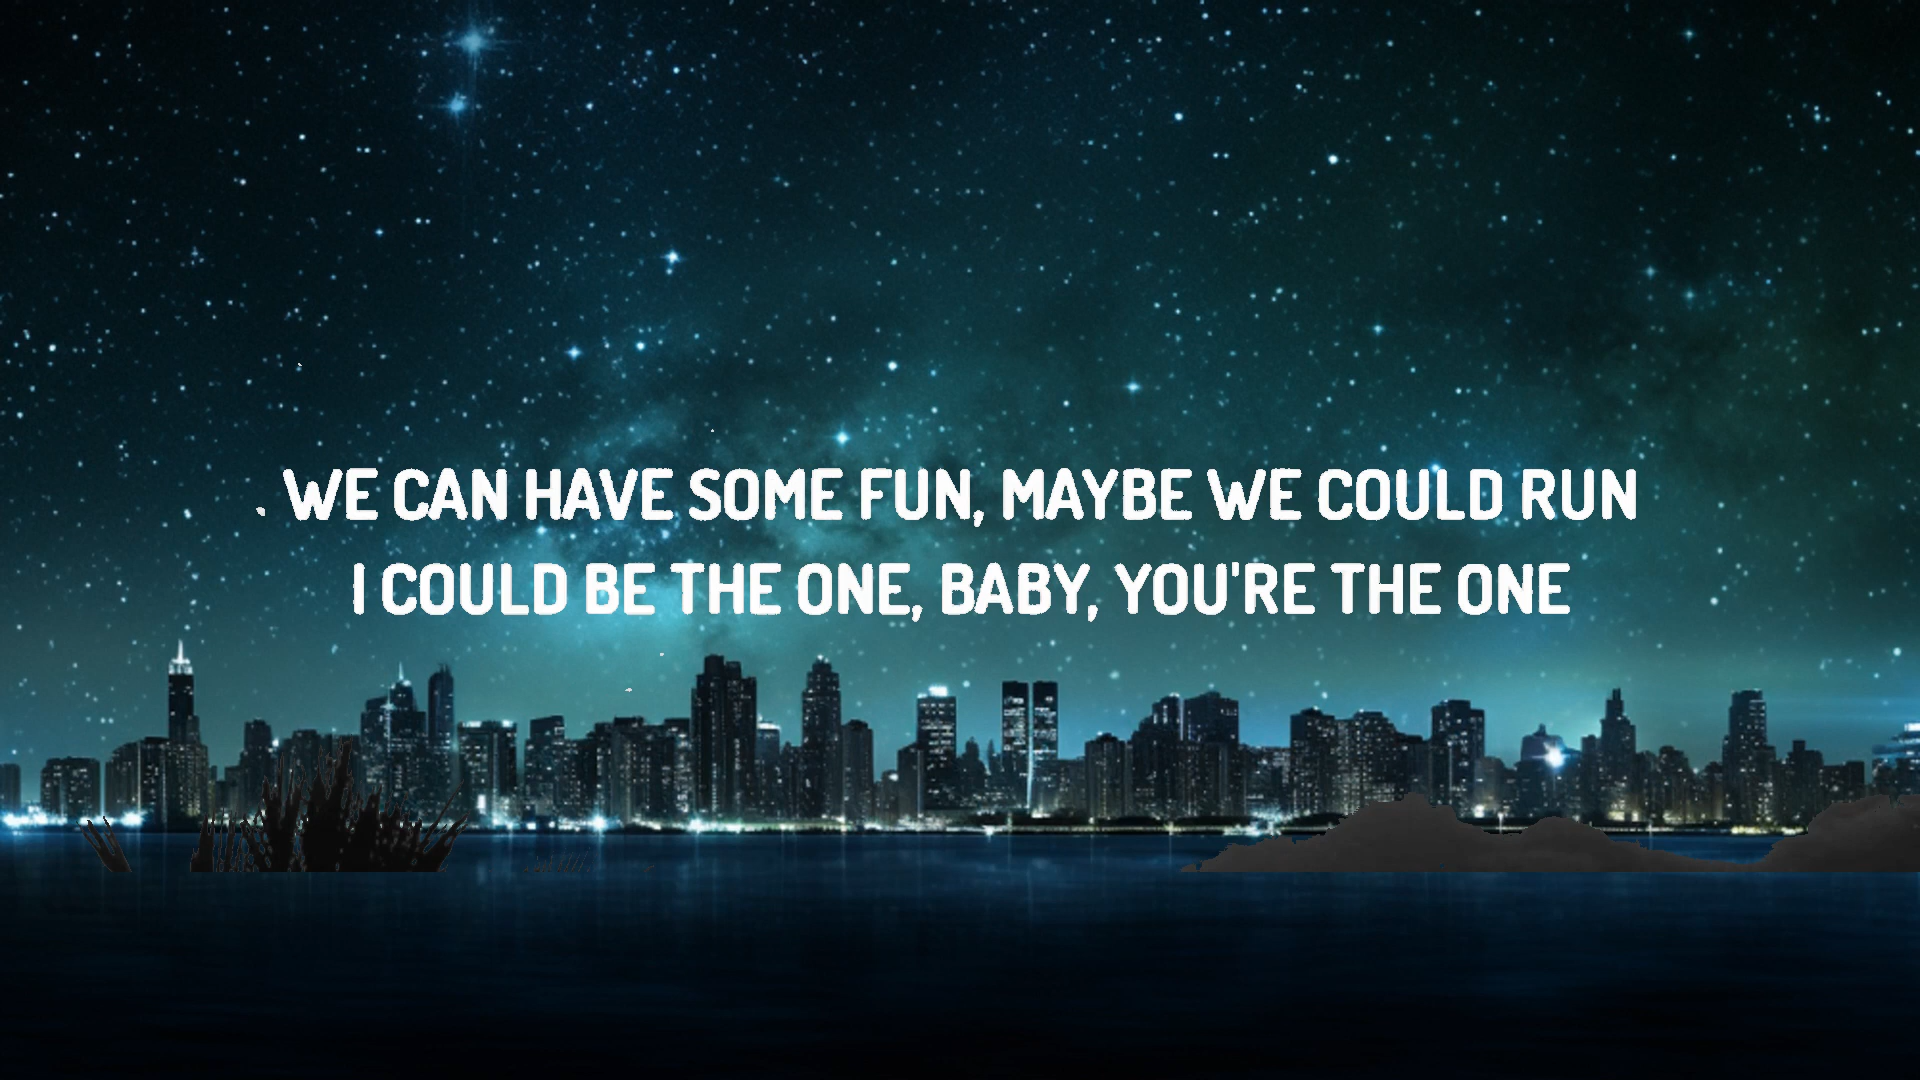 WE CAN HAVE SOME FUN, MAYBE WE COULD RUN
I COULD BE THE ONE, BABY, YOU'RE THE ONE